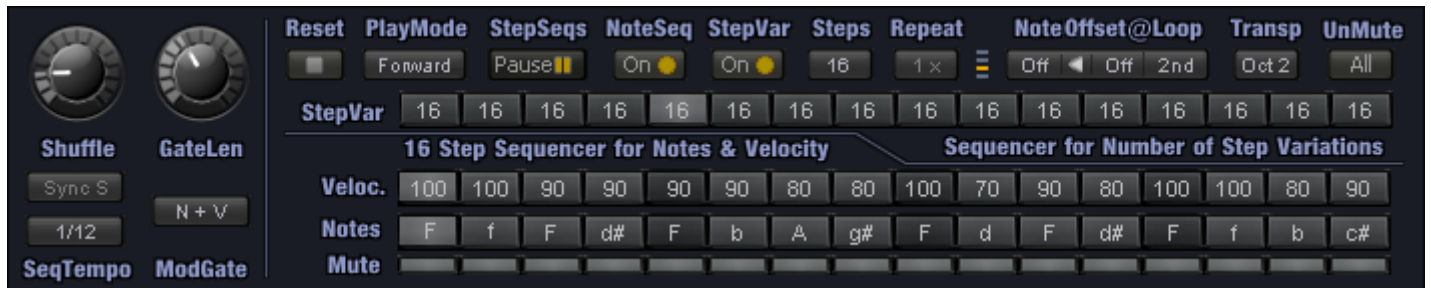 Reset PlayMode StepSeqs NoteSeq StepVar Steps Repeat NoteOffset@Loop Transp UnMute
Forward Pause On On 16 1 x Off Off 2nd Oct 2 All
StepVar 16 16 16 16 16 16 16 16 16 16 16 16 16 16 16 16
Shuffle GateLen 16 Step Sequencer for Notes & Velocity Sequencer for Number of Step Variations
Sync S Veloc. 100 100 90 90 90 90 80 80 100 70 90 80 100 100 80 90
N + V
1/12 Notes F f F d# F b A g# F d F d# F f b c#
SeqTempo ModGate Mute